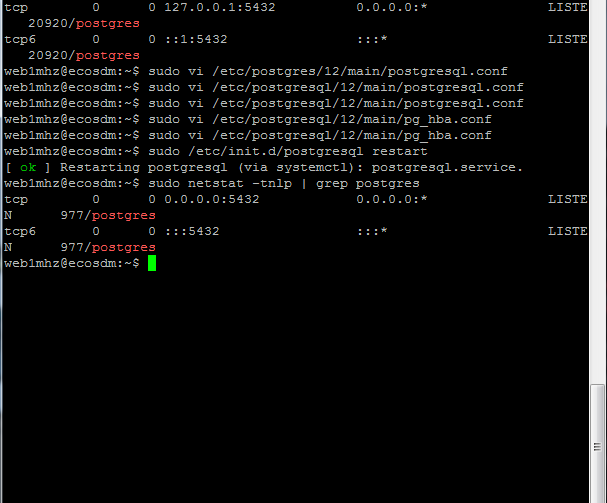 tcp 0 0 127.0.0.1:5432 0.0.0.0:* LISTE
20920/postgres
tcp6 0 0 ::1:5432 :::* LISTE
20920/postgres
web1mhz@ecosdm:~$ sudo vi /etc/postgres/12/main/postgresql.conf
web1mhz@ecosdm:~$ sudo vi /etc/postgresql/12/main/postgresql.conf
web1mhz@ecosdm:~$ sudo vi /etc/postgresql/12/main/postgresql.conf
web1mhz@ecosdm:~$ sudo vi /etc/postgresql/12/main/pg_hba.conf
web1mhz@ecosdm:~$ sudo vi /etc/postgresql/12/main/pg_hba.conf
web1mhz@ecosdm:~$ sudo /etc/init.d/postgresql restart
[ ok ] Restarting postgresql (via systemctl): postgresql.service.
web1mhz@ecosdm:~$ sudo netstat -tnlp | grep postgres
tcp 0 0 0.0.0.0:5432 0.0.0.0:* LISTE
N 977/postgres
tcp6 0 0 :::5432 :::* LISTE
N 977/postgres
web1mhz@ecosdm:~$